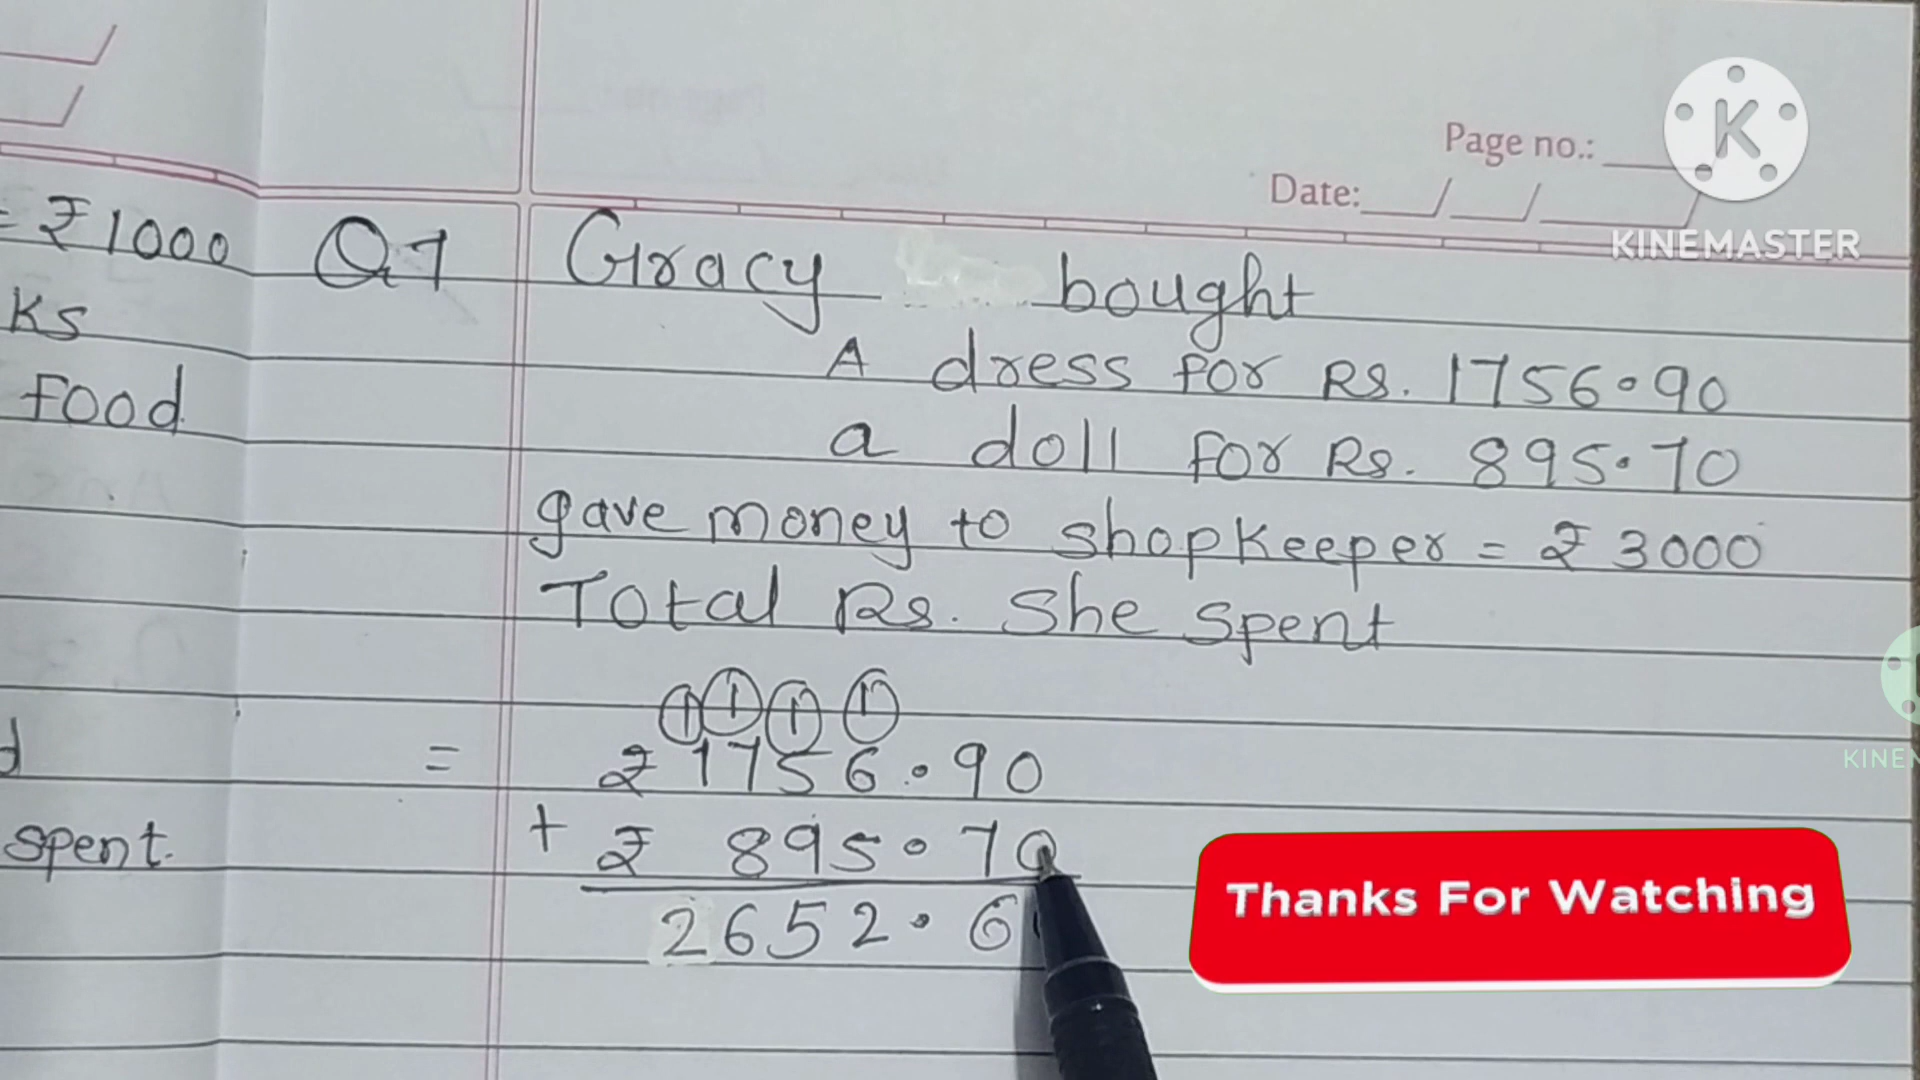 Page no.:
Date:
KINEMASTER
= ₹1000
Ks
Food
spent.
Q7 Gracy bought
A dress for Rs. 1756.90
a doll for Rs. 895.70
gave money to shopkeeper = ₹ 3000
Total Rs. She spent
1 1 1 1
= ₹ 1756.90
+ ₹ 895.70
2652.6
Thanks For Watching